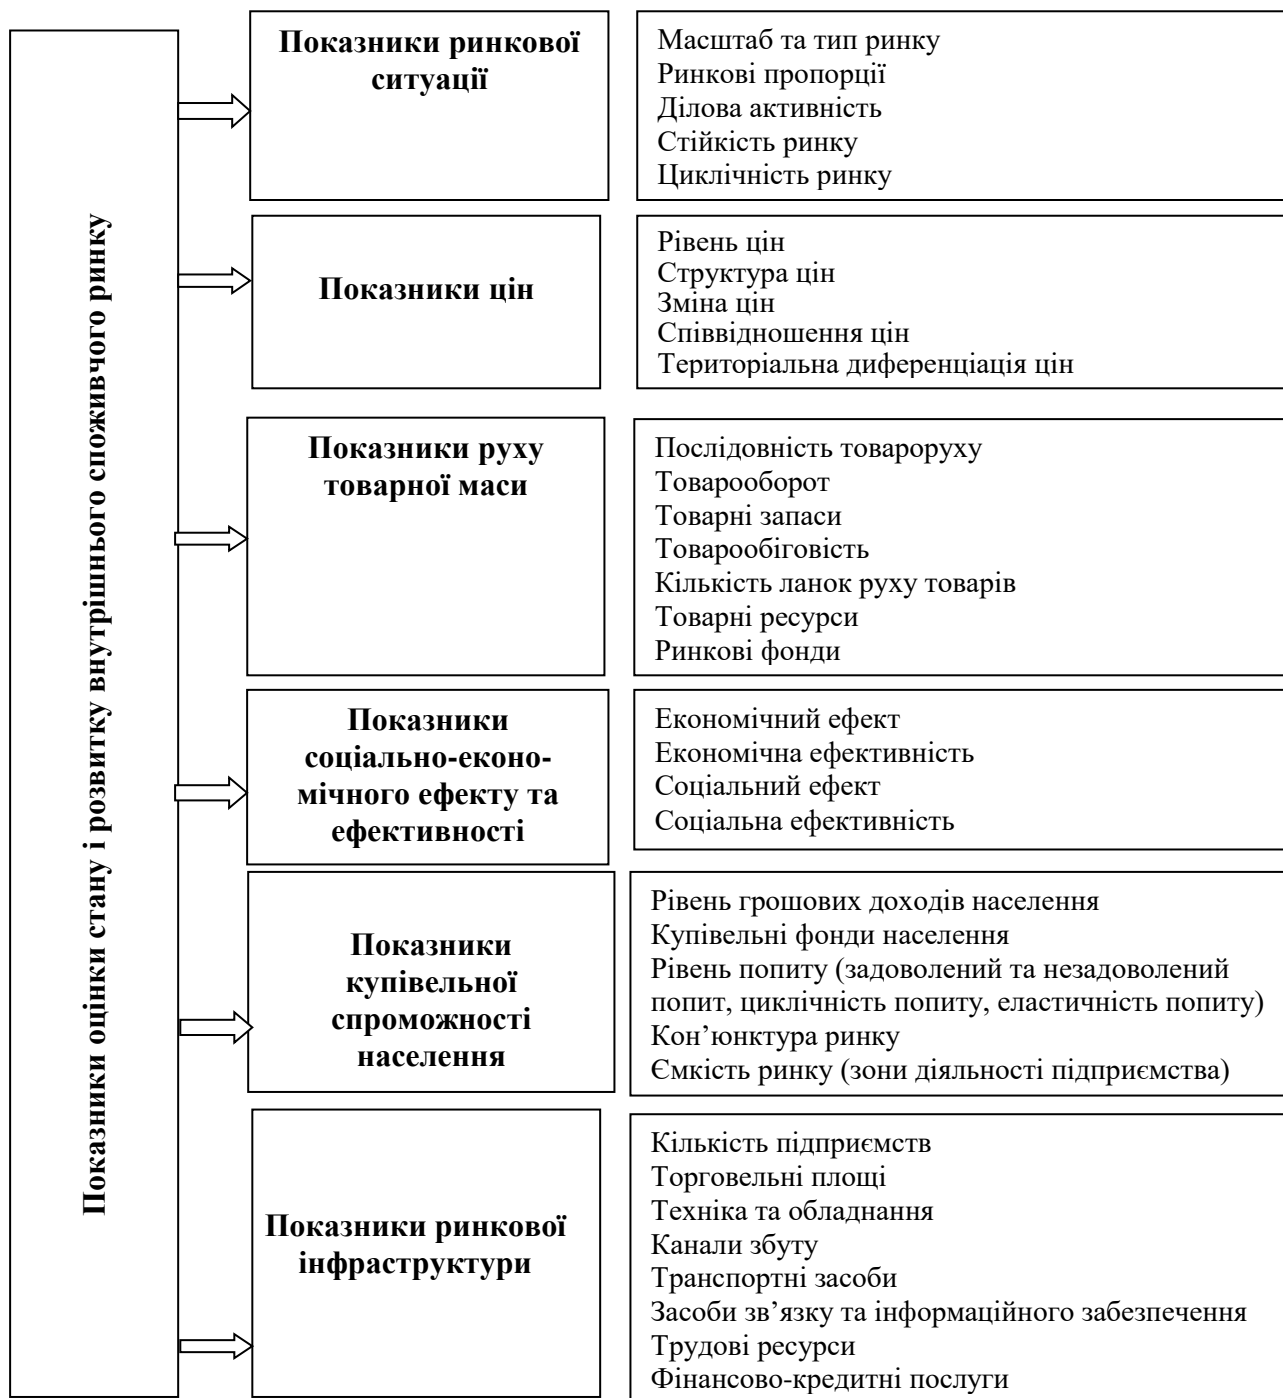 Показники оцінки стану і розвитку внутрішнього споживчого ринку
Показники ринкової
ситуації
Масштаб та тип ринку
Ринкові пропорції
Ділова активність
Стійкість ринку
Циклічність ринку
Показники цін
Рівень цін
Структура цін
Зміна цін
Співвідношення цін
Територіальна диференціація цін
Показники руху
товарної маси
Послідовність товароруху
Товарооборот
Товарні запаси
Товарообіговість
Кількість ланок руху товарів
Товарні ресурси
Ринкові фонди
Показники
соціально-еконо-
мічного ефекту та
ефективності
Економічний ефект
Економічна ефективність
Соціальний ефект
Соціальна ефективність
Показники
купівельної
спроможності
населення
Рівень грошових доходів населення
Купівельні фонди населення
Рівень попиту (задоволений та незадоволений
попит, циклічність попиту, еластичність попиту)
Кон’юнктура ринку
Ємкість ринку (зони діяльності підприємства)
Показники ринкової
інфраструктури
Кількість підприємств
Торговельні площі
Техніка та обладнання
Канали збуту
Транспортні засоби
Засоби зв’язку та інформаційного забезпечення
Трудові ресурси
Фінансово-кредитні послуги